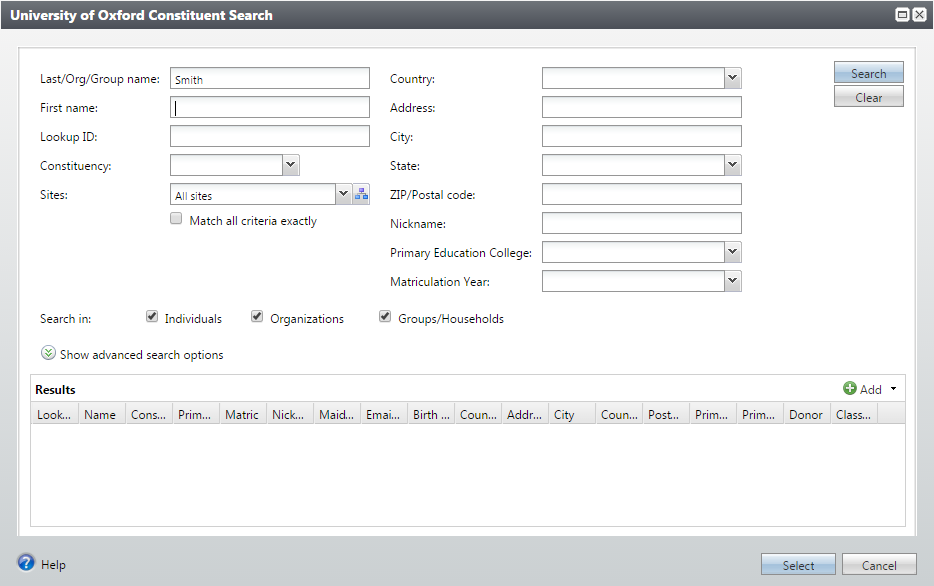 University of Oxford Constituent Search
Last/Org/Group name: Smith Country: Search
First name: Address: Clear
Lookup ID: City:
Constituency: State:
Sites: All sites ZIP/Postal code:
Match all criteria exactly Nickname:
Primary Education College:
Matriculation Year:
Search in: Individuals Organizations Groups/Households
Show advanced search options
Results Add
Look... Name Cons... Prim... Matric Nick... Maid... Emai... Birth ... Coun... Addr... City Coun... Post... Prim... Prim... Donor Class...
? Help Select Cancel